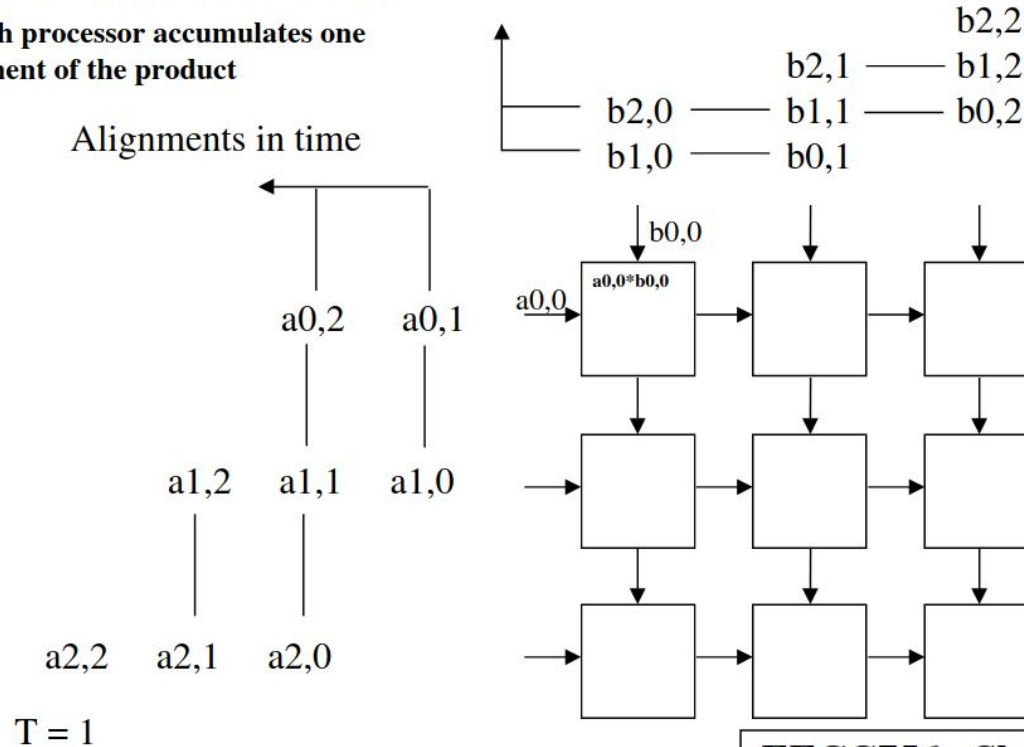 h processor accumulates one
ent of the product
Alignments in time
b2,2
b2,1 b1,2
b2,0 b1,1 b0,2
b1,0 b0,1
b0,0
a0,0*b0,0
a0,0
a0,2 a0,1
a1,2 a1,1 a1,0
a2,2 a2,1 a2,0
T = 1